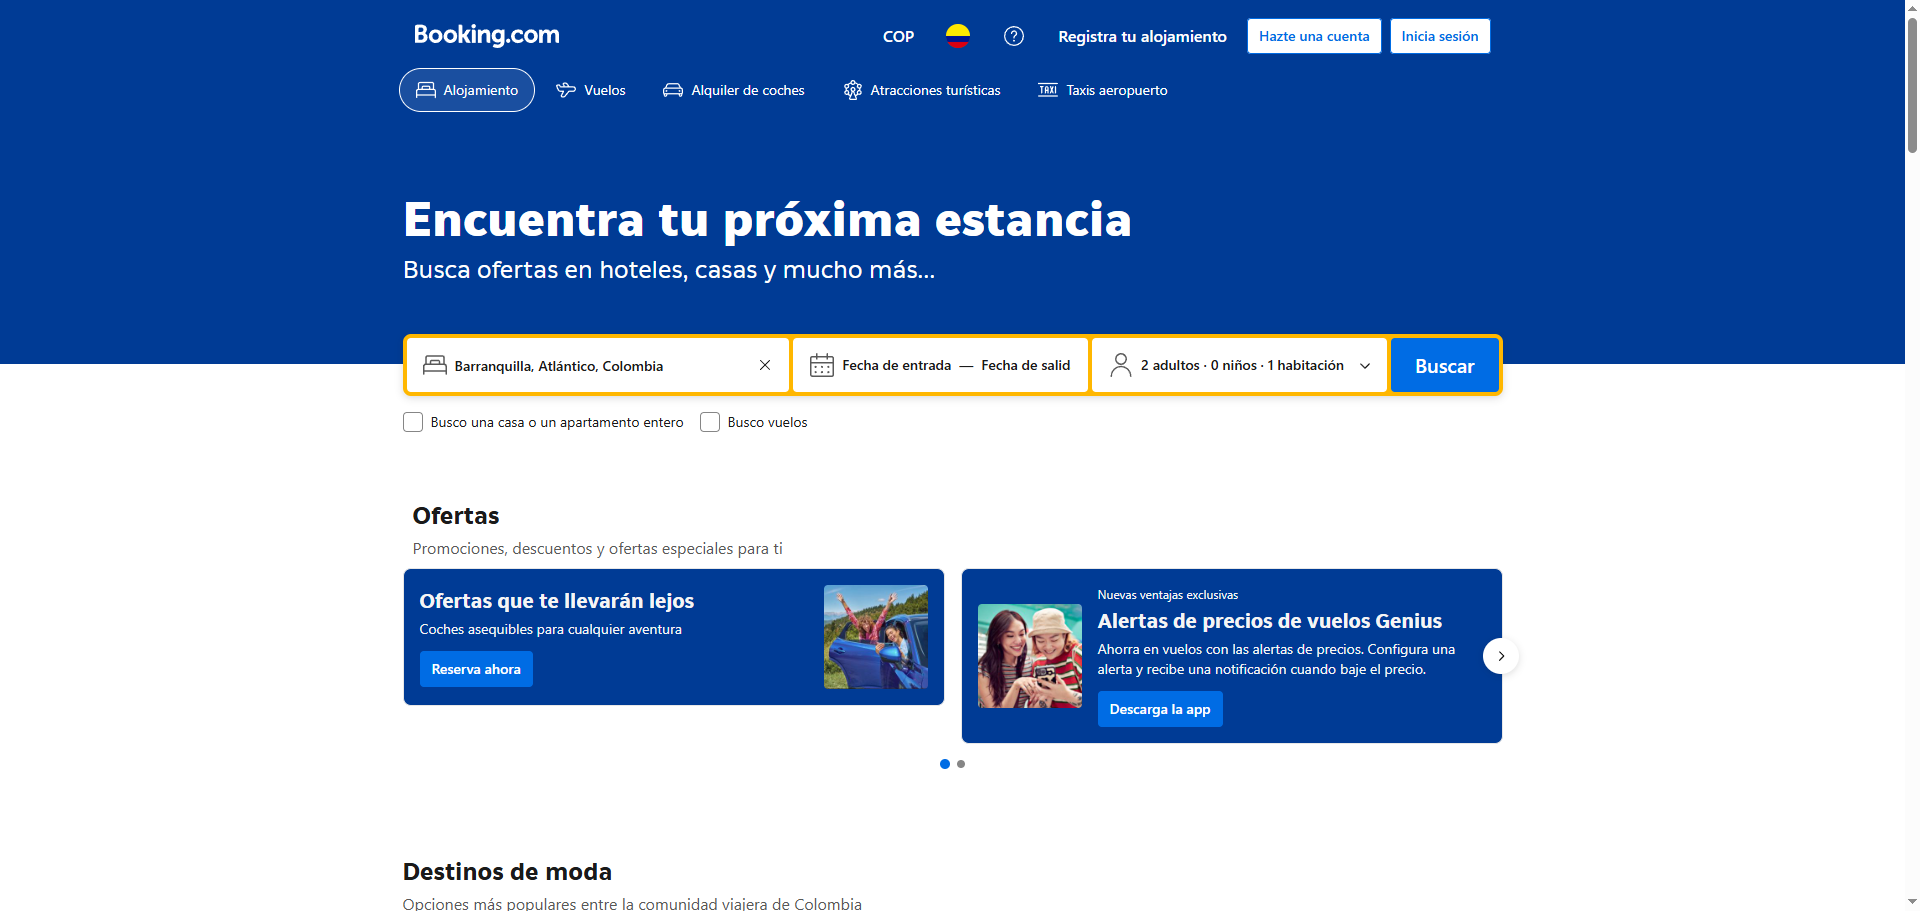 Booking.com
COP
Registra tu alojamiento
Hazte una cuenta
Inicia sesión
Alojamiento
Vuelos
Alquiler de coches
Atracciones turísticas
TAXI
Taxis aeropuerto
Encuentra tu próxima estancia
Busca ofertas en hoteles, casas y mucho más...
Barranquilla, Atlántico, Colombia
Fecha de entrada — Fecha de salid
2 adultos · 0 niños · 1 habitación
Buscar
Busco una casa o un apartamento entero
Busco vuelos
Ofertas
Promociones, descuentos y ofertas especiales para ti
Ofertas que te llevarán lejos
Coches asequibles para cualquier aventura
Reserva ahora
Nuevas ventajas exclusivas
Alertas de precios de vuelos Genius
Ahorra en vuelos con las alertas de precios. Configura una
alerta y recibe una notificación cuando baje el precio.
Descarga la app
Destinos de moda
Opciones más populares entre la comunidad viajera de Colombia